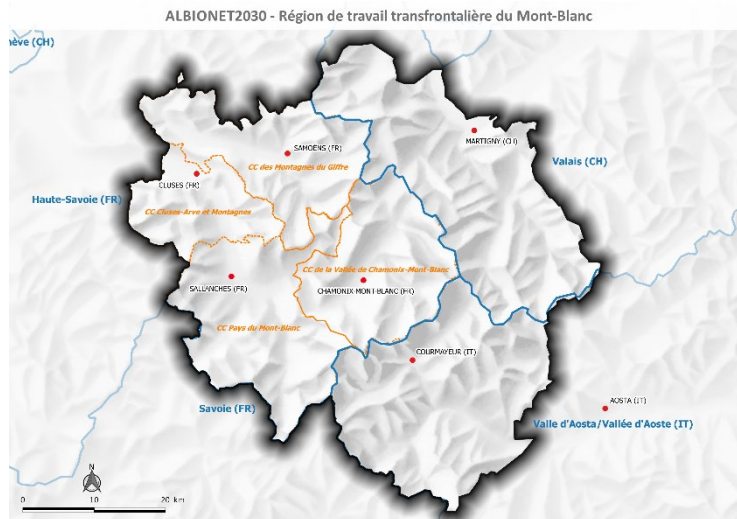 ALBIONET2030 - Région de travail transfrontalière du Mont-Blanc
nève (CH)
SAMOËNS (FR)
MARTIGNY (CH)
CC des Montagnes du Giffre
Valais (CH)
CLUSES (FR)
Haute-Savoie (FR)
CC Cluses-Arve et Montagnes
CC de la Vallée de Chamonix-Mont-Blanc
SALLANCHES (FR)
CHAMONIX-MONT-BLANC (FR)
CC Pays du Mont-Blanc
COURMAYEUR (IT)
AOSTA (IT)
Savoie (FR)
Valle d'Aosta/Vallée d'Aoste (IT)
N
0 10 20 km